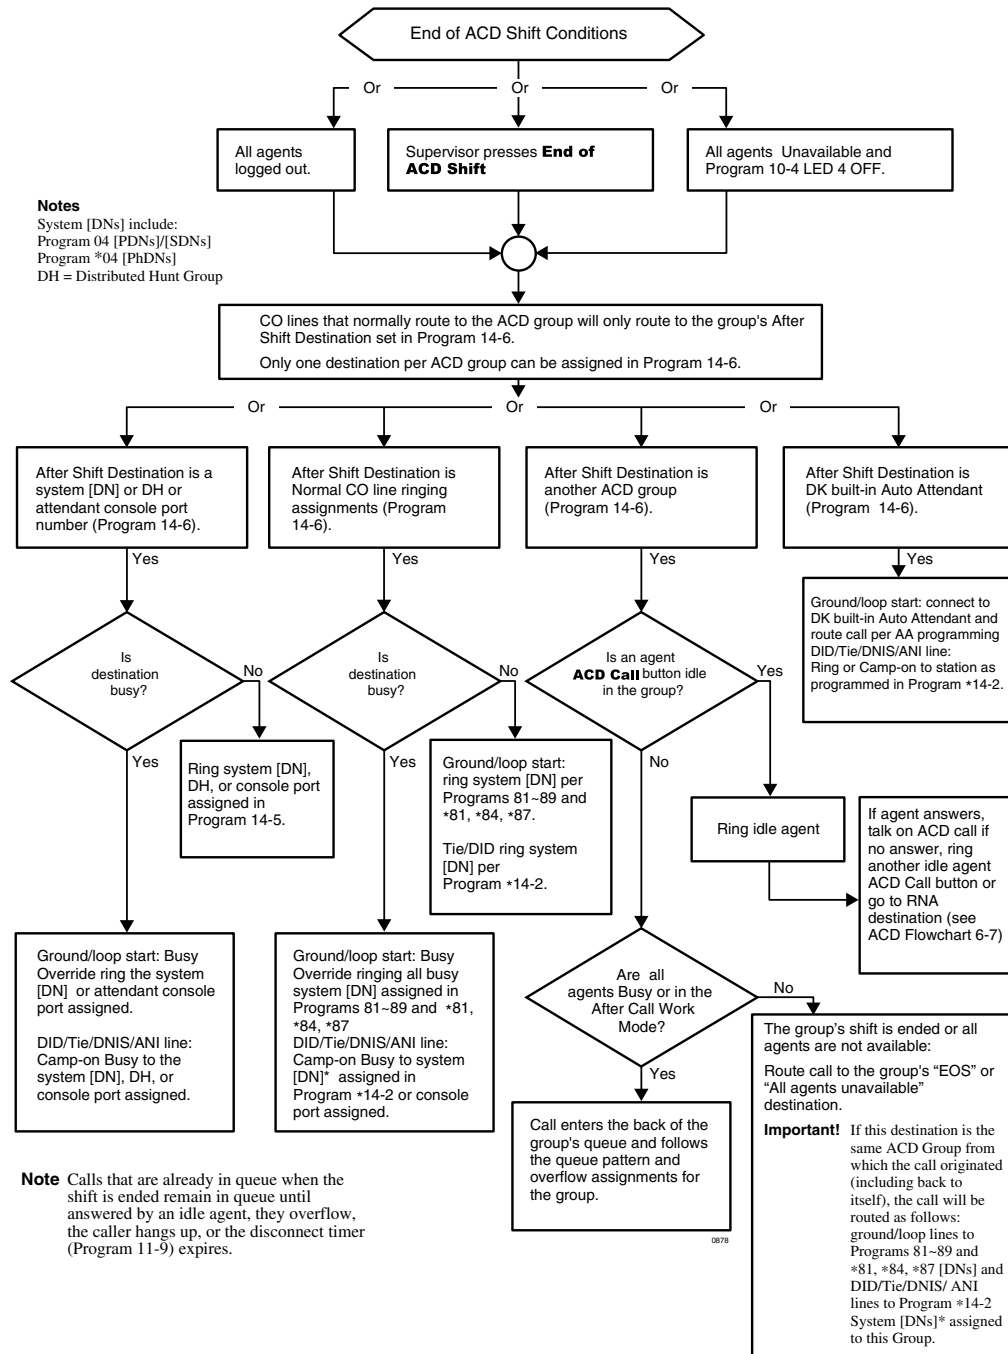 End of ACD Shift Conditions
Or
Or
Or
All agents
logged out.
Supervisor presses End of
ACD Shift
All agents  Unavailable and
Program 10-4 LED 4 OFF.
Notes
System [DNs] include:
Program 04 [PDNs]/[SDNs]
Program *04 [PhDNs]
DH = Distributed Hunt Group
CO lines that normally route to the ACD group will only route to the group's After
Shift Destination set in Program 14-6.
Only one destination per ACD group can be assigned in Program 14-6.
Or
Or
Or
Or
After Shift Destination is a
system [DN] or DH or
attendant console port
number (Program 14-6).
After Shift Destination is
Normal CO line ringing
assignments (Program
14-6).
After Shift Destination is
another ACD group
(Program 14-6).
After Shift Destination is
DK built-in Auto Attendant
(Program  14-6).
Yes
Yes
Yes
Yes
Ground/loop start: connect to
DK built-in Auto Attendant and
route call per AA programming
DID/Tie/DNIS/ANI line:
Ring or Camp-on to station as
programmed in Program *14-2.
Is
destination
busy?
No
Is
destination
busy?
No
Is an agent
ACD Call button idle
in the group?
Yes
Yes
Yes
No
Ring system [DN],
DH, or console port
assigned in
Program 14-5.
Ground/loop start:
ring system [DN] per
Programs 81~89 and
*81, *84, *87.
Tie/DID ring system
[DN] per
Program *14-2.
Ring idle agent
If agent answers,
talk on ACD call if
no answer, ring
another idle agent
ACD Call button or
go to RNA
destination (see
ACD Flowchart 6-7)
Ground/loop start: Busy
Override ring the system
[DN]  or attendant console
port assigned.
DID/Tie/DNIS/ANI line:
Camp-on Busy to the
system [DN], DH, or
console port assigned.
Ground/loop start: Busy
Override ringing all busy
system [DN] assigned in
Programs 81~89 and  *81,
*84, *87
DID/Tie/DNIS/ANI line:
Camp-on Busy to system
[DN]*  assigned in
Program *14-2 or console
port assigned.
Are  all
agents Busy or in the
After Call Work
Mode?
No
Yes
Call enters the back of the
group's queue and follows
the queue pattern and
overflow assignments for
the group.
0878
The group's shift is ended or all
agents are not available:
Route call to the group's “EOS” or
“All agents unavailable”
destination.
Important! If this destination is the
same ACD Group from
which the call originated
(including back to
itself), the call will be
routed as follows:
ground/loop lines to
Programs 81~89 and
*81, *84, *87 [DNs] and
DID/Tie/DNIS/ ANI
lines to Program *14-2
System [DNs]* assigned
to this Group.
Note Calls that are already in queue when the
shift is ended remain in queue until
answered by an idle agent, they overflow,
the caller hangs up, or the disconnect timer
(Program 11-9) expires.